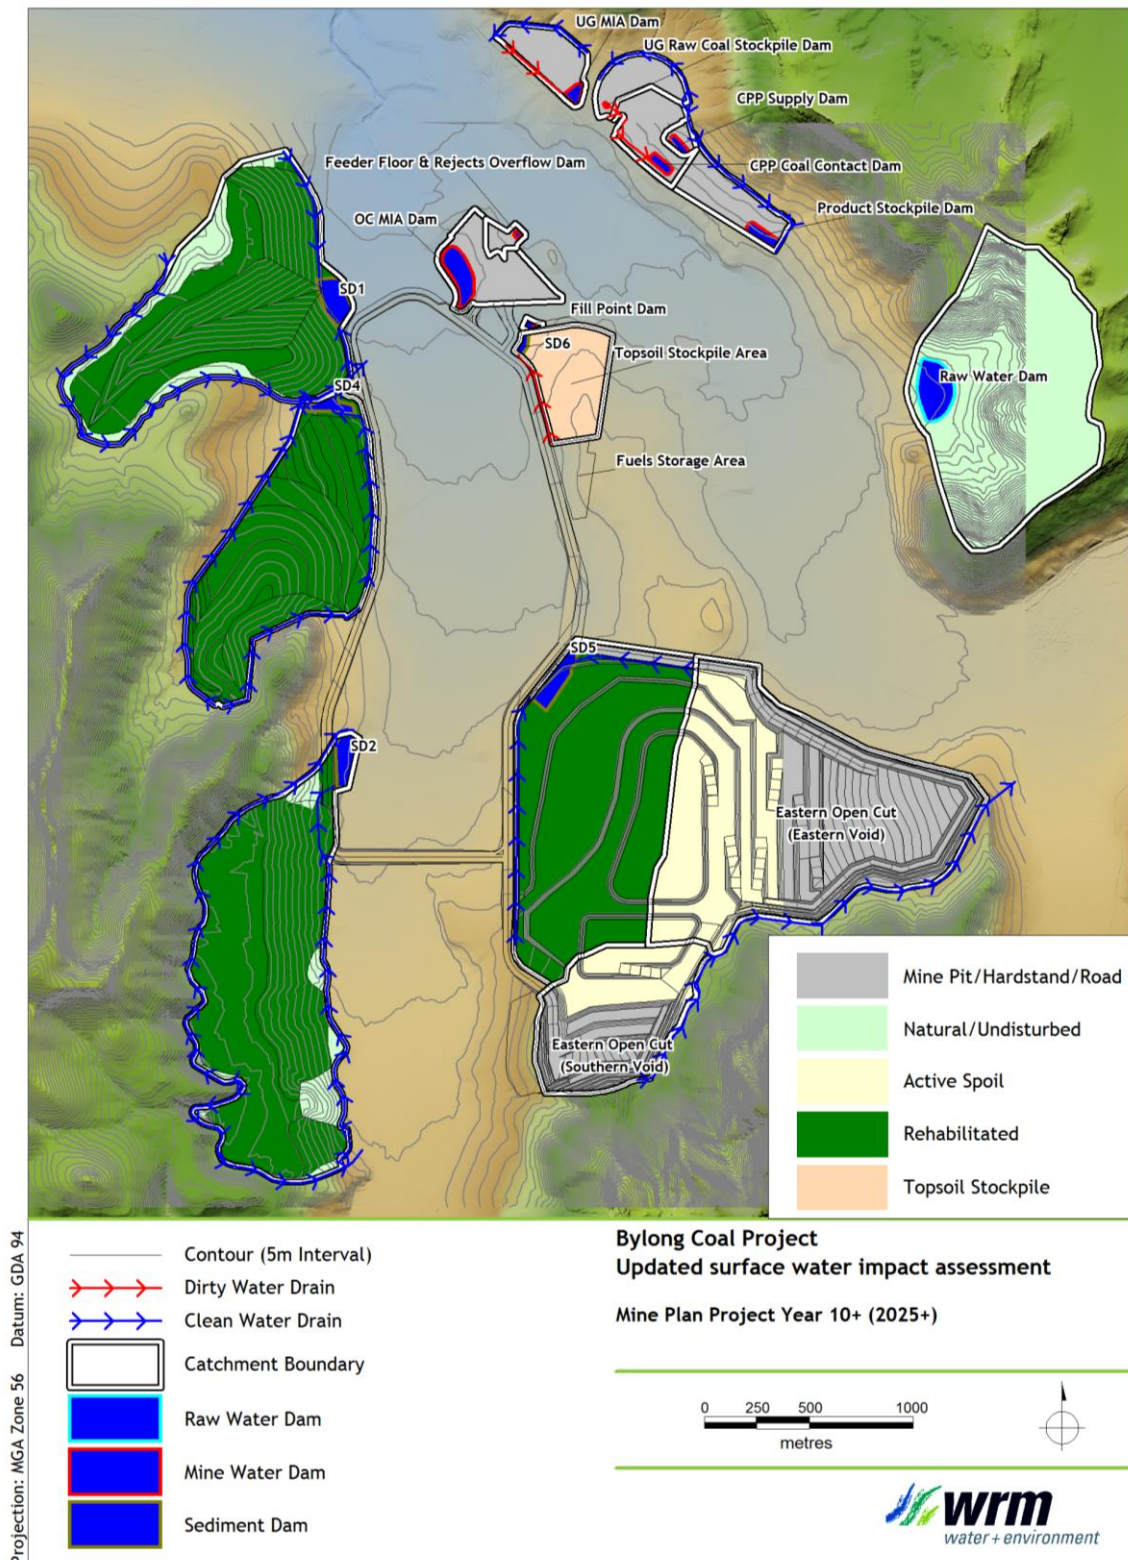 UG MIA Dam
UG Raw Coal Stockpile Dam
CPP Supply Dam
Feeder Floor & Rejects Overflow Dam
CPP Coal Contact Dam
OC MIA Dam
Product Stockpile Dam
SD1
Fill Point Dam
SD6
Topsoil Stockpile Area
Raw Water Dam
SD4
Fuels Storage Area
SD5
SD2
Eastern Open Cut
(Eastern Void)
Eastern Open Cut
(Southern Void)
Mine Pit/Hardstand/Road
Natural/Undisturbed
Active Spoil
Rehabilitated
Topsoil Stockpile
Projection: MGA Zone 56 Datum: GDA 94
Contour (5m Interval)
Dirty Water Drain
Clean Water Drain
Catchment Boundary
Raw Water Dam
Mine Water Dam
Sediment Dam
Bylong Coal Project
Updated surface water impact assessment
Mine Plan Project Year 10+ (2025+)
0 250 500 1000
metres
wrm
water + environment